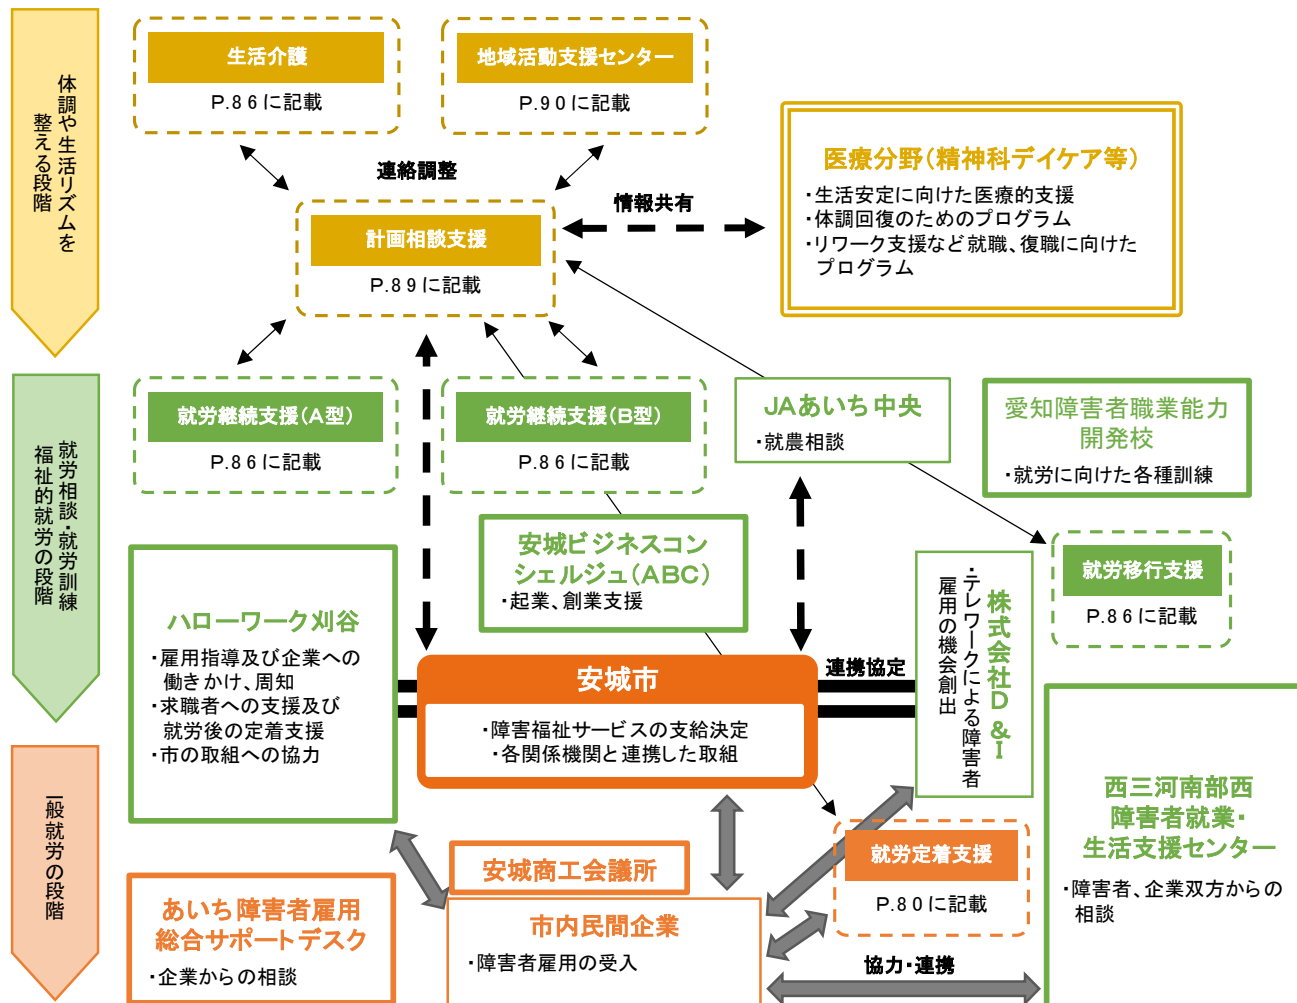 体調や生活リズムを
整える段階
生活介護
P.86に記載
地域活動支援センター
P.90に記載
連絡調整
情報共有
計画相談支援
P.89に記載
医療分野(精神科デイケア等)
・生活安定に向けた医療的支援
・体調回復のためのプログラム
・リワーク支援など就職、復職に向けた
プログラム
就労相談・就労訓練
福祉的就労の段階
就労継続支援(A型)
P.86に記載
就労継続支援(B型)
P.86に記載
JAあいち中央
・就農相談
愛知障害者職業能力
開発校
・就労に向けた各種訓練
安城ビジネスコン
シェルジュ(ABC)
・起業、創業支援
就労移行支援
P.86に記載
ハローワーク刈谷
・雇用指導及び企業への
働きかけ、周知
・求職者への支援及び
就労後の定着支援
・市の取組への協力
安城市
・障害福祉サービスの支給決定
・各関係機関と連携した取組
連携協定
株式会社D&I
・テレワークによる障害者
雇用の機会創出
西三河南部西
障害者就業・
生活支援センター
・障害者、企業双方からの
相談
一般就労の段階
あいち障害者雇用
総合サポートデスク
・企業からの相談
安城商工会議所
市内民間企業
・障害者雇用の受入
就労定着支援
P.80に記載
協力・連携